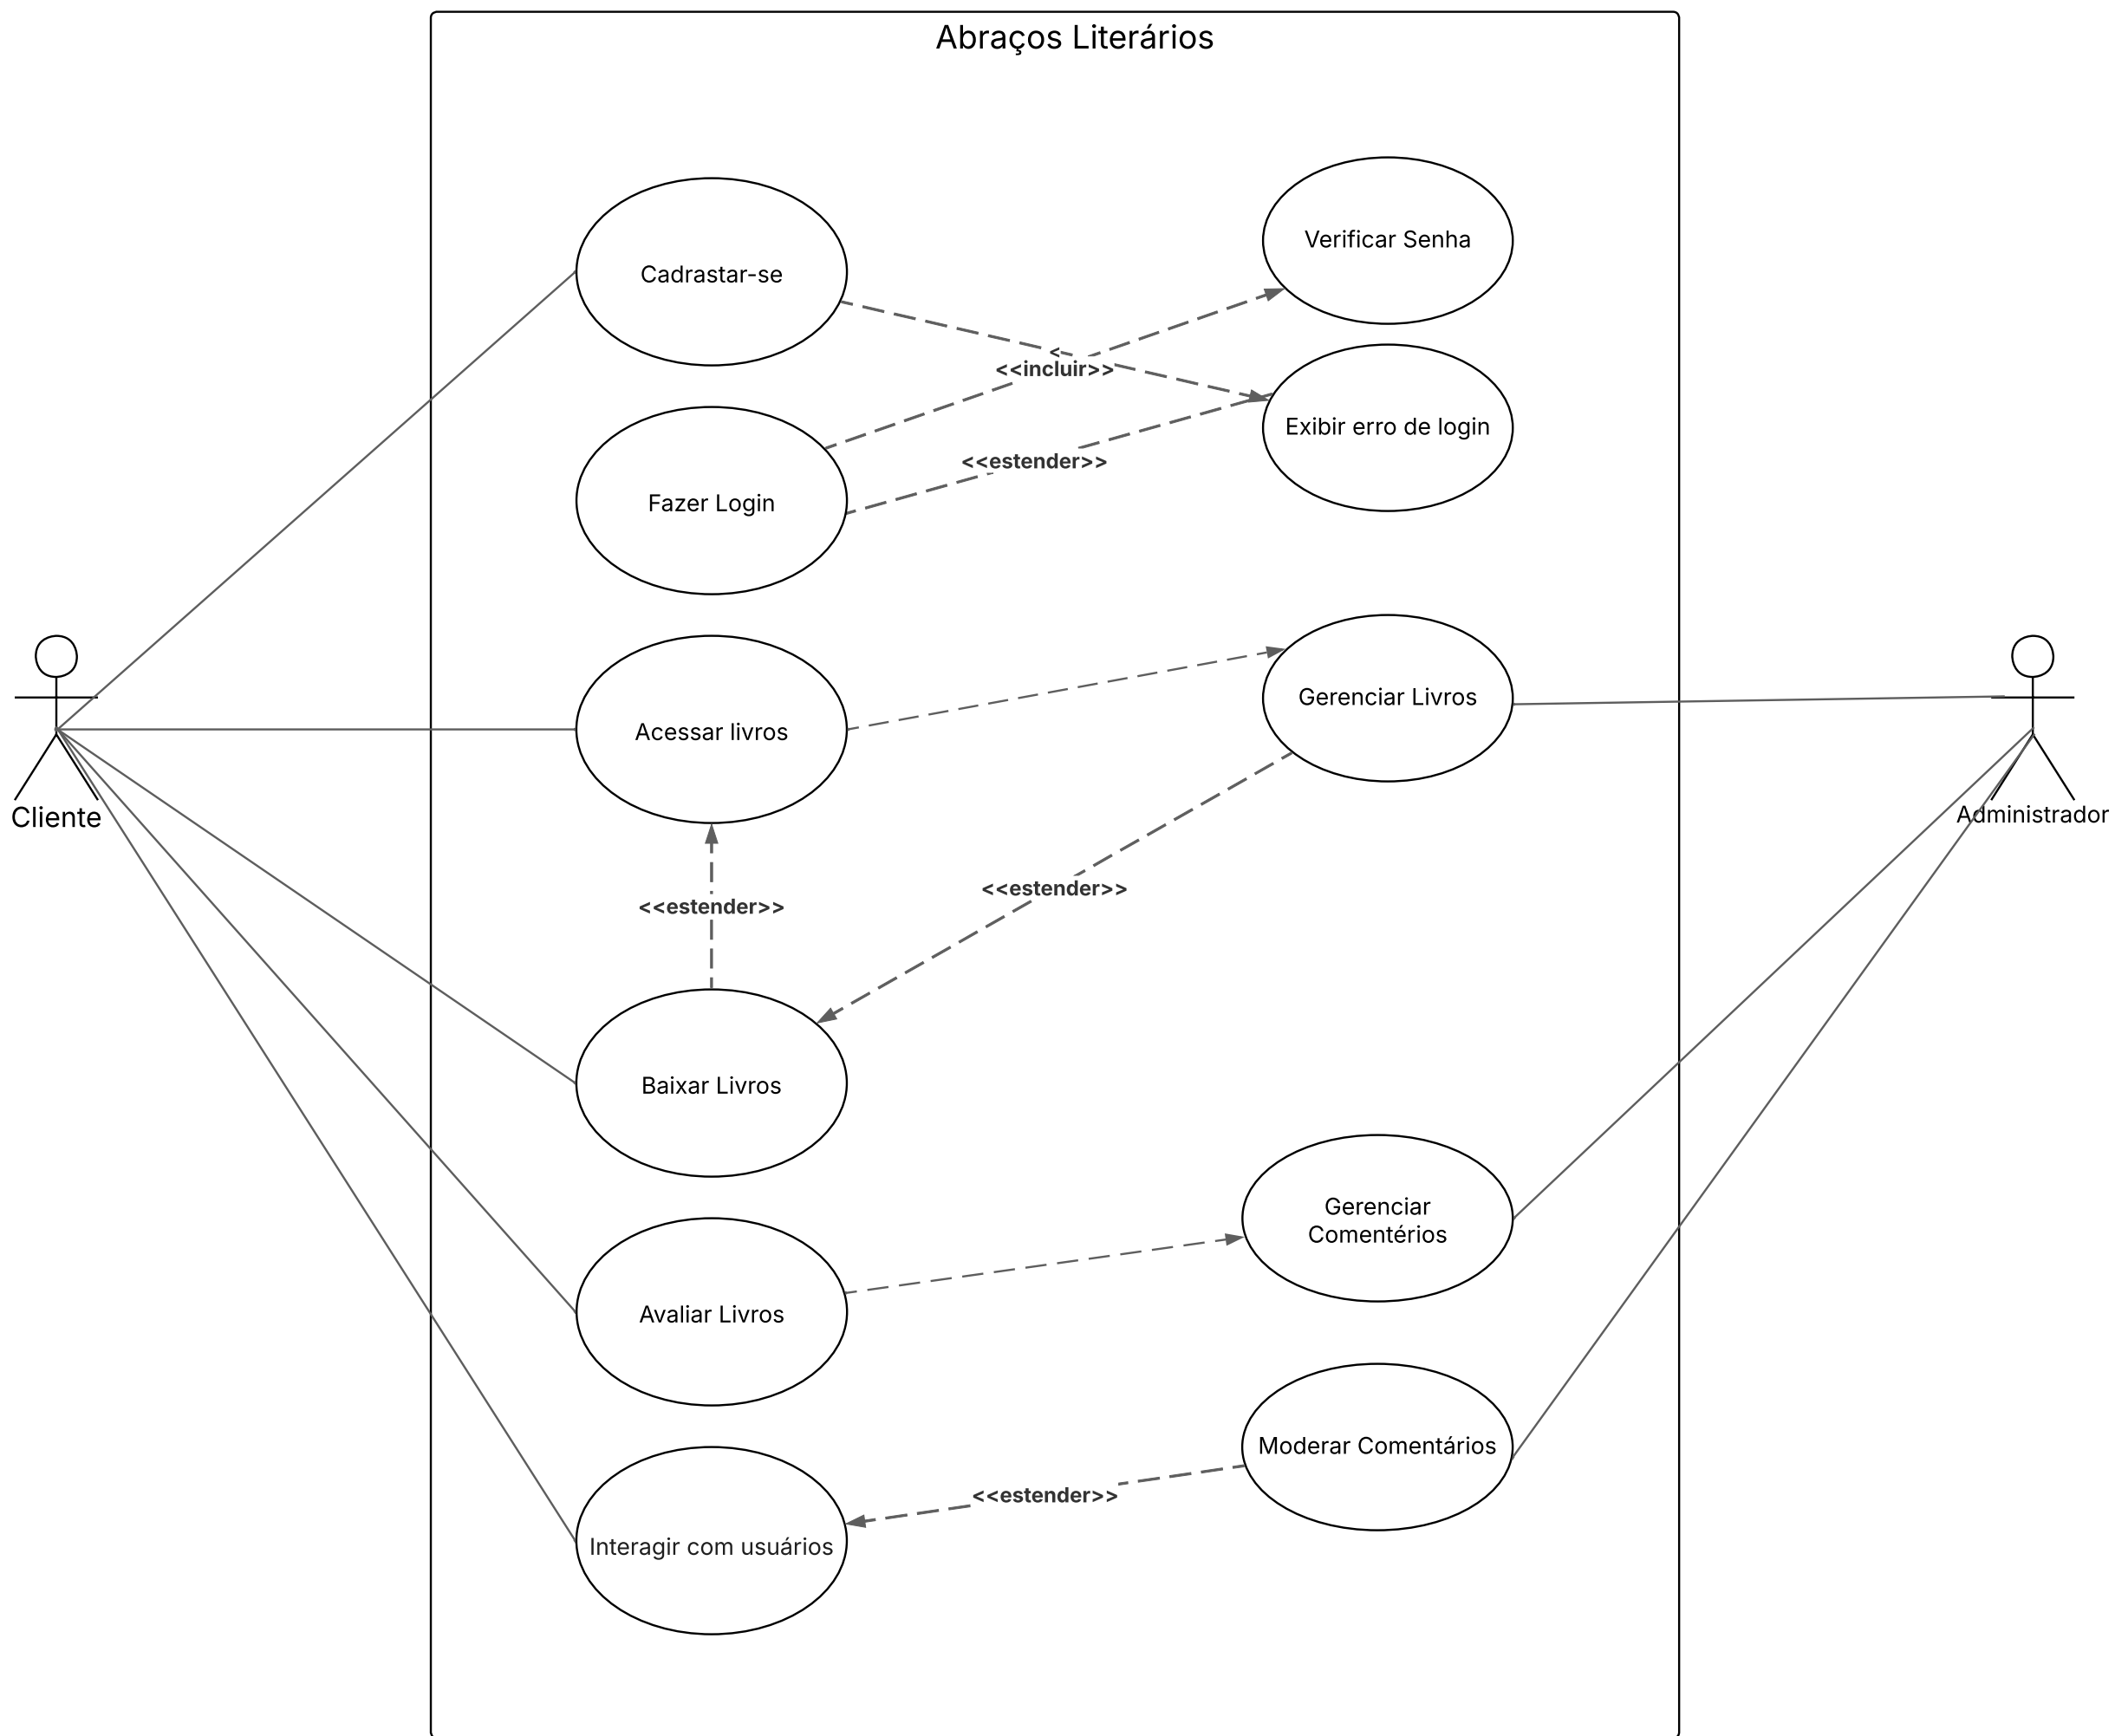 Abraços Literários
Verificar Senha
Cadrastar-se
<
<<incluir>>
Exibir erro de login
<<estender>>
Fazer Login
Gerenciar Livros
Acessar livros
Cliente
Administrador
<<estender>>
<<estender>>
Baixar Livros
Gerenciar
Comentérios
Avaliar Livros
Moderar Comentários
<<estender>>
Interagir com usuários